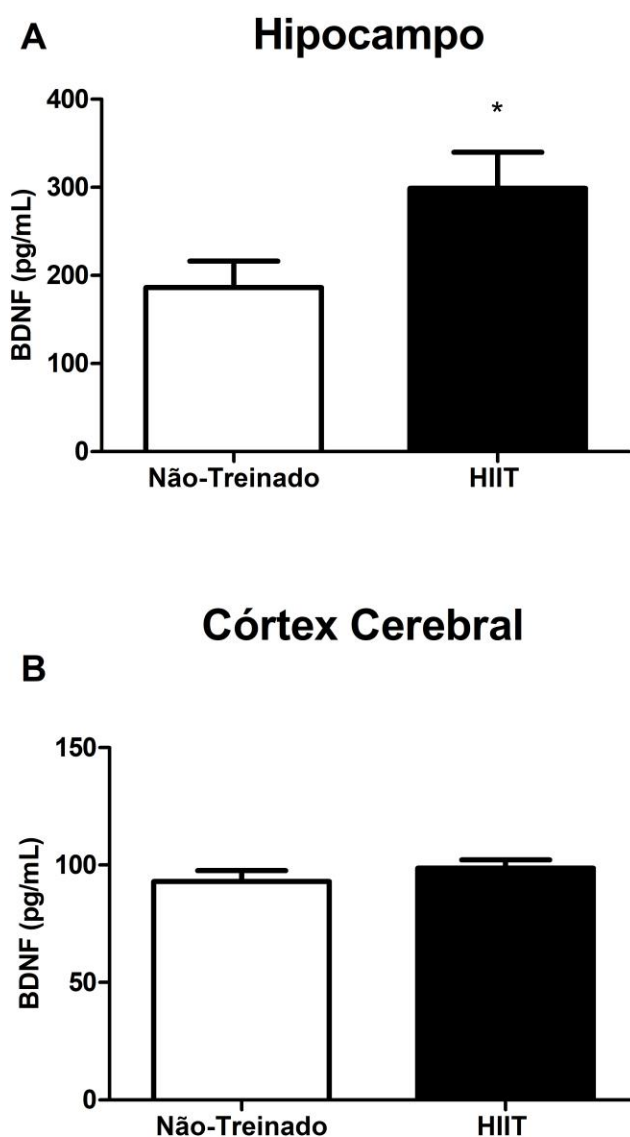 A
Hipocampo
BDNF (pg/mL)
400
300
200
100
0
*
Não-Treinado HIIT
Córtex Cerebral
B
BDNF (pg/mL)
150
100
50
0
Não-Treinado HIIT